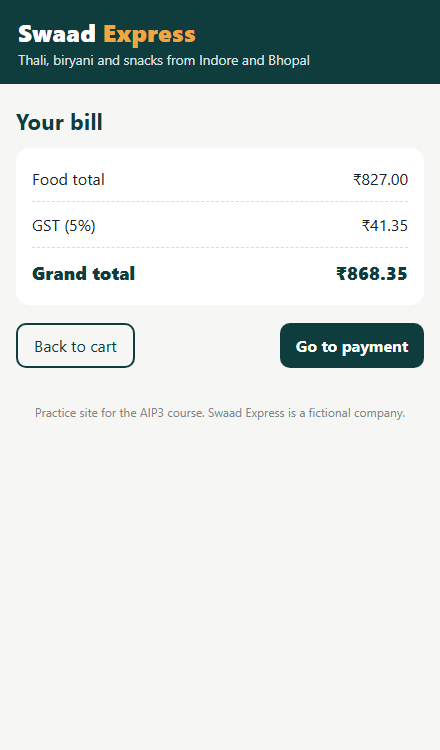 Swaad Express
Thali, biryani and snacks from Indore and Bhopal
Your bill
Food total ₹827.00
GST (5%) ₹41.35
Grand total ₹868.35
Back to cart Go to payment
Practice site for the AIP3 course. Swaad Express is a fictional company.